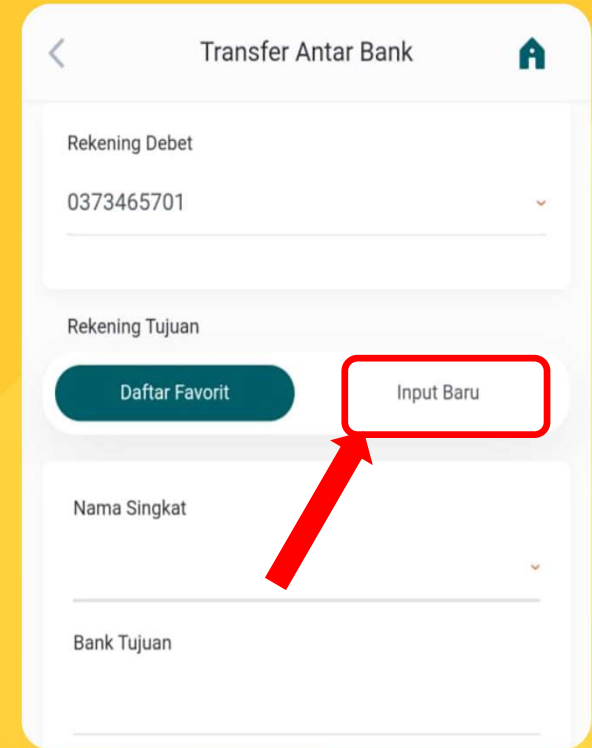 Transfer Antar Bank
Rekening Debet
0373465701
Rekening Tujuan
Daftar Favorit
Input Baru
Nama Singkat
Bank Tujuan